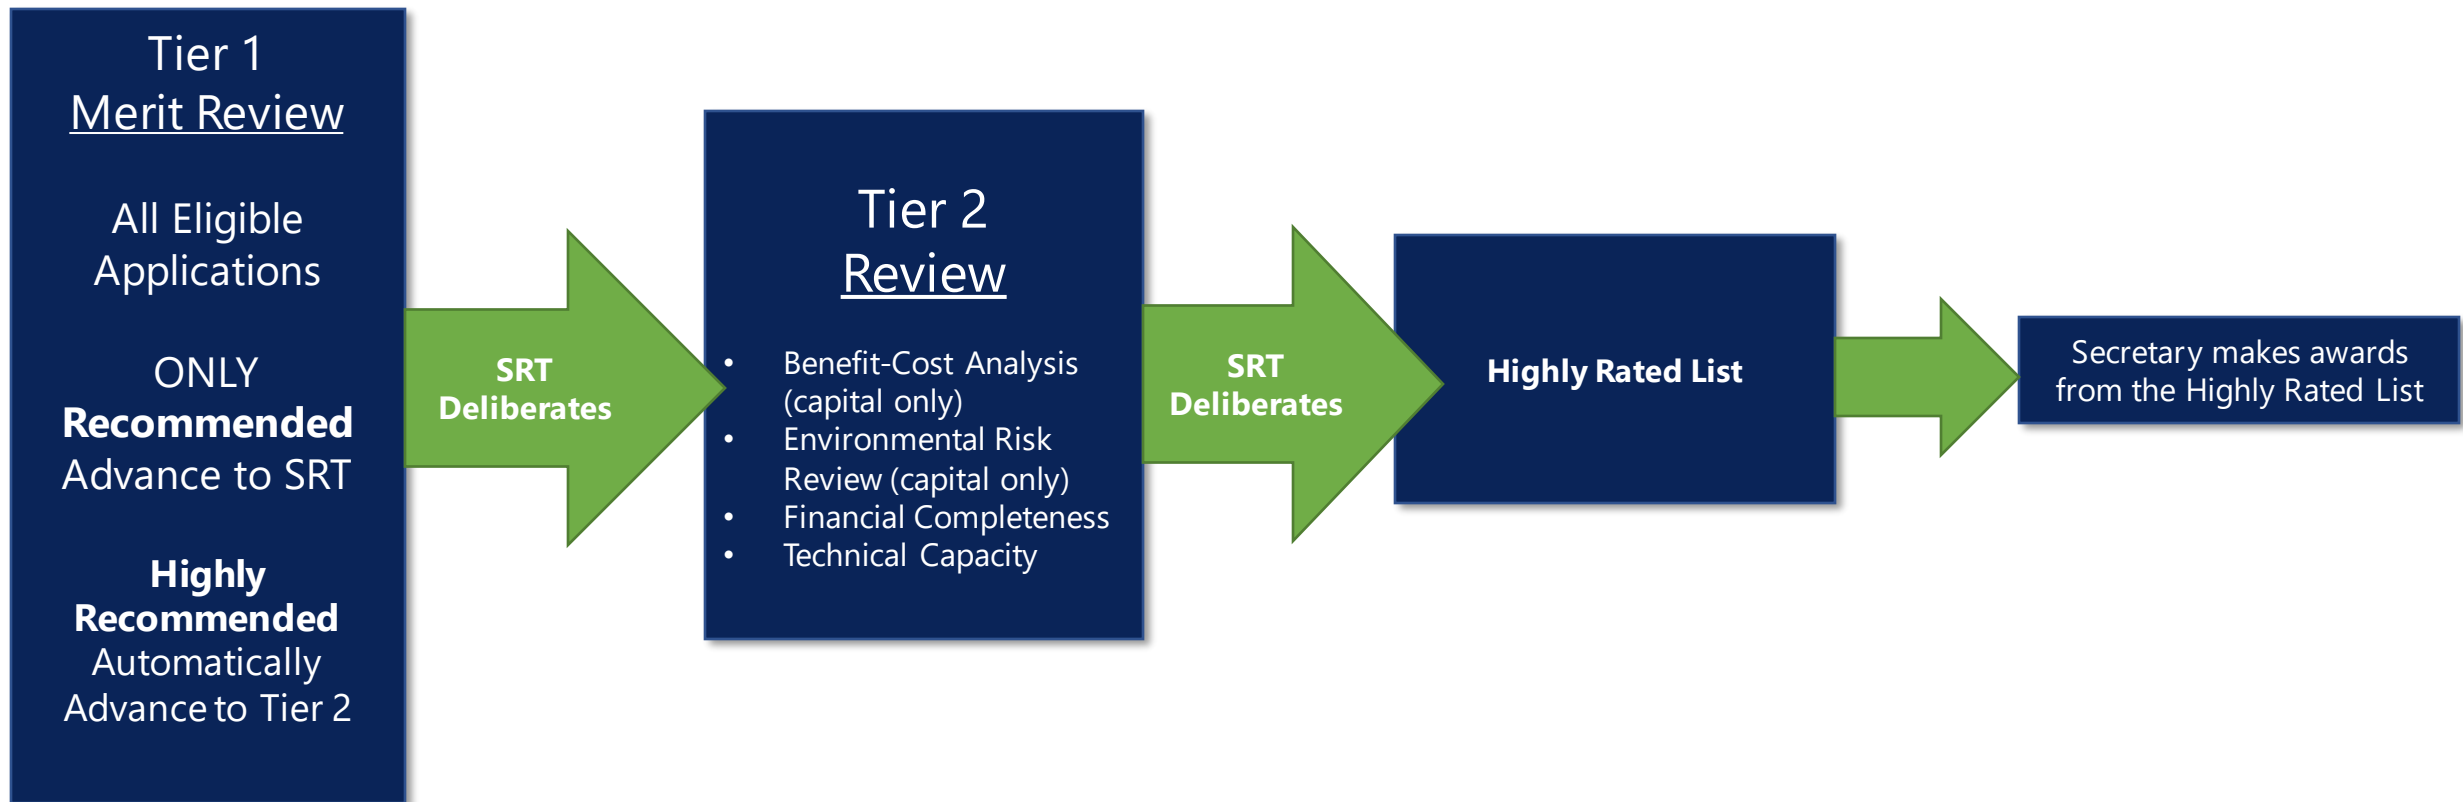 Tier 1
Merit Review
All Eligible
Applications
ONLY
Recommended
Advance to SRT
Highly
Recommended
Automatically
Advance to Tier 2
SRT
Deliberates
Tier 2
Review
• Benefit-Cost Analysis
(capital only)
• Environmental Risk
Review (capital only)
• Financial Completeness
• Technical Capacity
SRT
Deliberates
Highly Rated List
Secretary makes awards
from the Highly Rated List